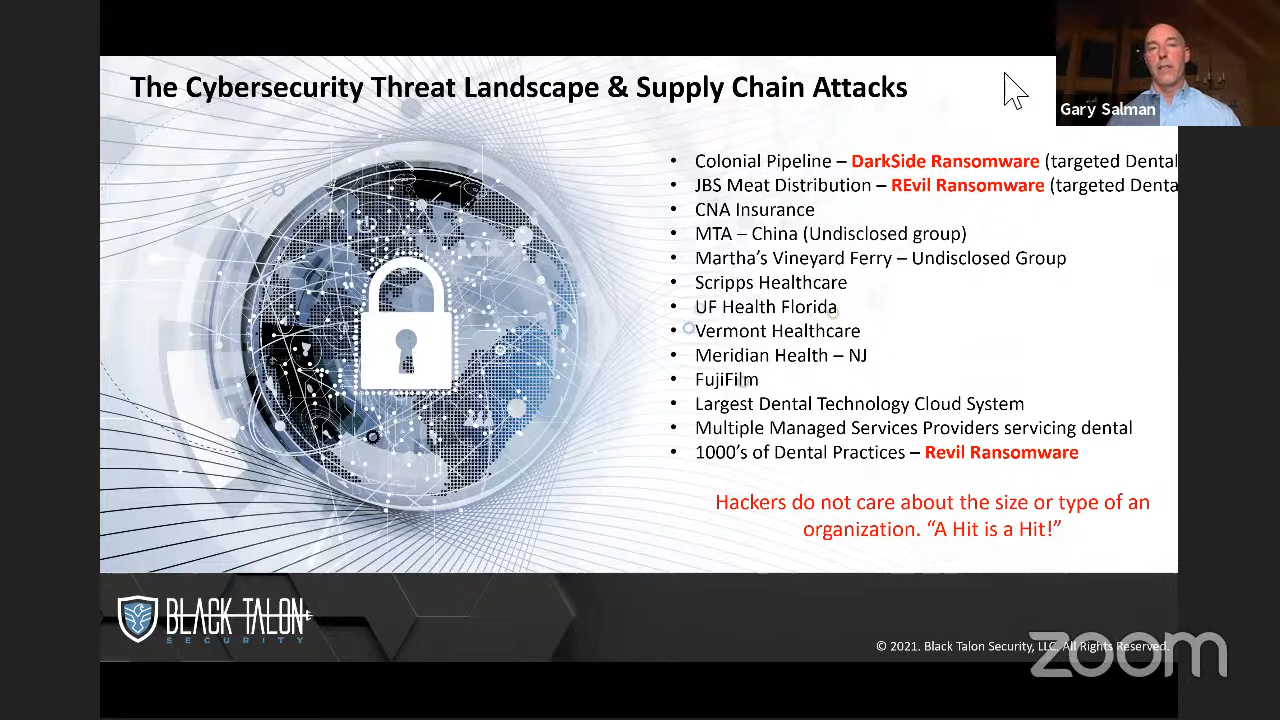 The Cybersecurity Threat Landscape & Supply Chain Attacks
Gary Salman
• Colonial Pipeline – DarkSide Ransomware (targeted Dental
• JBS Meat Distribution – REvil Ransomware (targeted Denta
• CNA Insurance
• MTA – China (Undisclosed group)
• Martha's Vineyard Ferry – Undisclosed Group
• Scripps Healthcare
• UF Health Florida
• Vermont Healthcare
• Meridian Health – NJ
• FujiFilm
• Largest Dental Technology Cloud System
• Multiple Managed Services Providers servicing dental
• 1000's of Dental Practices – Revil Ransomware
Hackers do not care about the size or type of an
organization. “A Hit is a Hit!”
BLACK TALON
SECURITY
© 2021. Black Talon Security, LLC, All Rights Reserved.
zoom